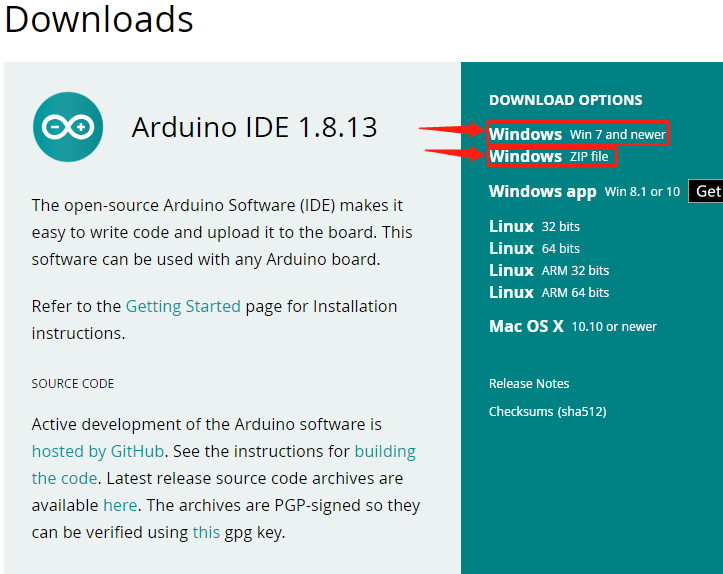 Downloads
Arduino IDE 1.8.13
The open-source Arduino Software (IDE) makes it
easy to write code and upload it to the board. This
software can be used with any Arduino board.
Refer to the Getting Started page for Installation
instructions.
SOURCE CODE
Active development of the Arduino software is
hosted by GitHub. See the instructions for building
the code. Latest release source code archives are
available here. The archives are PGP-signed so they
can be verified using this gpg key.
DOWNLOAD OPTIONS
Windows Win 7 and newer
Windows ZIP file
Windows app Win 8.1 or 10 Get
Linux 32 bits
Linux 64 bits
Linux ARM 32 bits
Linux ARM 64 bits
Mac OS X 10.10 or newer
Release Notes
Checksums (sha512)